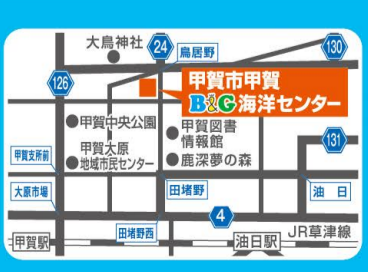 大鳥神社
24
鳥居野
130
126
甲賀市甲賀
B&G海洋センター
甲賀中央公園
甲賀図書
情報館
131
甲賀支所前
甲賀大原
地域市民センター
鹿深夢の森
大原市場
田堵野
油日
田堵野西
4
甲賀駅
油日駅
JR草津線